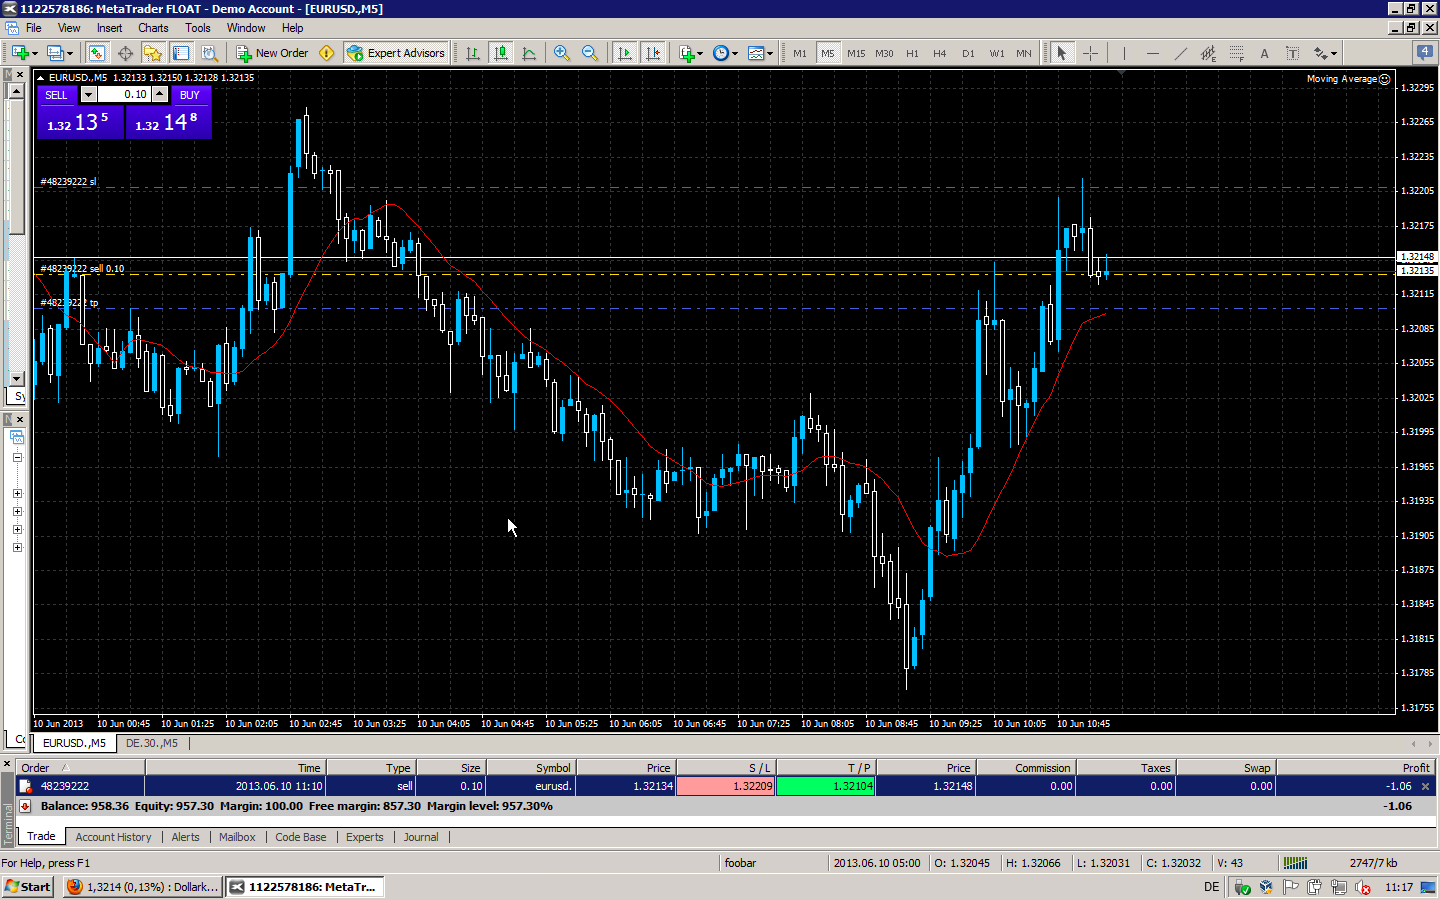 1122578186: MetaTrader FLOAT - Demo Account - [EURUSD.,M5]
File View Insert Charts Tools Window Help
New Order Expert Advisors M1 M5 M15 M30 H1 H4 D1 W1 MN A T 4
M
EURUSD.,M5 1.32133 1.32150 1.32128 1.32135
Moving Average
SELL 0.10 BUY
1.32 13 5 1.32 14 8
1.32295
1.32265
1.32235
#48239222 sl
1.32205
1.32175
1.32148
#48239222 sell 0.10
1.32135
1.32115
#48239222 tp
1.32085
1.32055
1.32025
Sy
N
1.31995
1.31965
1.31935
1.31905
1.31875
1.31845
1.31815
1.31785
1.31755
10 Jun 2013 10 Jun 00:45 10 Jun 01:25 10 Jun 02:05 10 Jun 02:45 10 Jun 03:25 10 Jun 04:05 10 Jun 04:45 10 Jun 05:25 10 Jun 06:05 10 Jun 06:45 10 Jun 07:25 10 Jun 08:05 10 Jun 08:45 10 Jun 09:25 10 Jun 10:05 10 Jun 10:45
Co
EURUSD.,M5 DE.30.,M5
Order Time Type Size Symbol Price S / L T / P Price Commission Taxes Swap Profit
48239222 2013.06.10 11:10 sell 0.10 eurusd. 1.32134 1.32209 1.32104 1.32148 0.00 0.00 0.00 -1.06
Balance: 958.36 Equity: 957.30 Margin: 100.00 Free margin: 857.30 Margin level: 957.30% -1.06
Terminal
Trade Account History Alerts Mailbox Code Base Experts Journal
For Help, press F1 foobar 2013.06.10 05:00 O: 1.32045 H: 1.32066 L: 1.32031 C: 1.32032 V: 43 2747/7 kb
Start 1,3214 (0,13%) : Dollark... 1122578186: MetaTr... DE 11:17